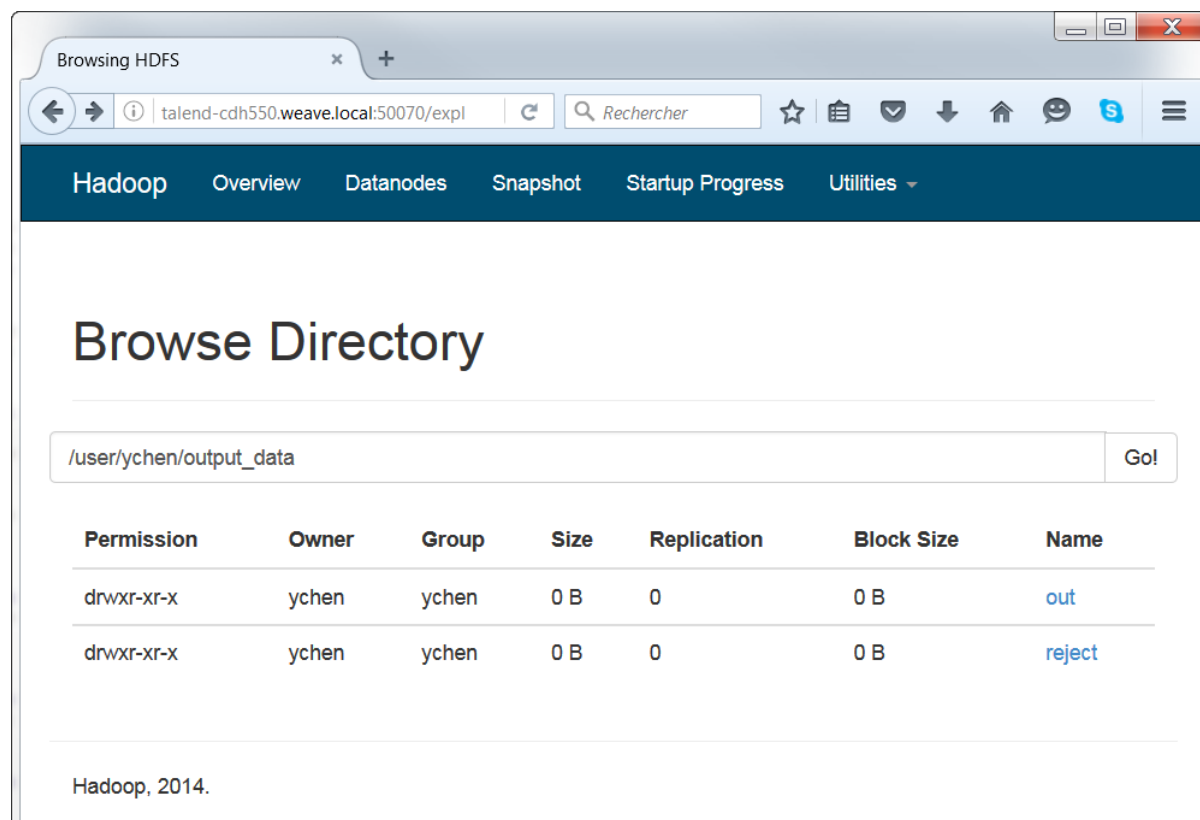 Browsing HDFS
talend-cdh550.weave.local:50070/expl Rechercher
Hadoop Overview Datanodes Snapshot Startup Progress Utilities
Browse Directory
/user/ychen/output_data Go!
Permission Owner Group Size Replication Block Size Name
drwxr-xr-x ychen ychen 0 B 0 0 B out
drwxr-xr-x ychen ychen 0 B 0 0 B reject
Hadoop, 2014.